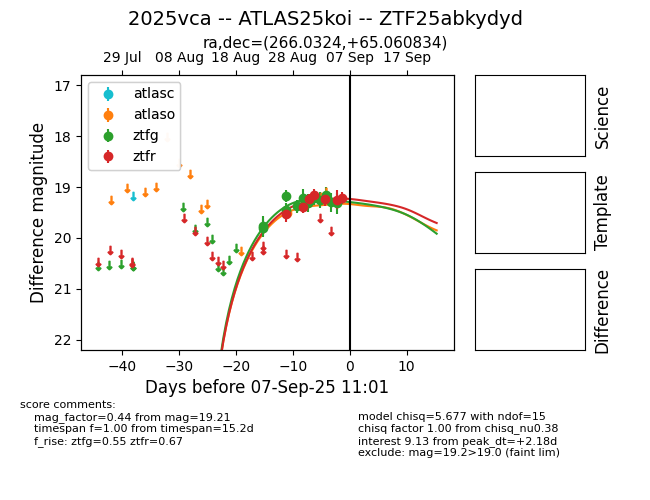 2025vca -- ATLAS25koi -- ZTF25abkydyd
ra,dec=(266.0324,+65.060834)
29 Jul 08 Aug 18 Aug 28 Aug 07 Sep 17 Sep
atlasc
atlaso
ztfg
ztfr
17
18
19
20
21
22
Difference magnitude
−40 −30 −20 −10 0 10
Days before 07-Sep-25 11:01
Science
Template
Difference
score comments:
mag_factor=0.44 from mag=19.21
timespan f=1.00 from timespan=15.2d
f_rise: ztfg=0.55 ztfr=0.67
model chisq=5.677 with ndof=15
chisq factor 1.00 from chisq_nu0.38
interest 9.13 from peak_dt=+2.18d
exclude: mag=19.2>19.0 (faint lim)